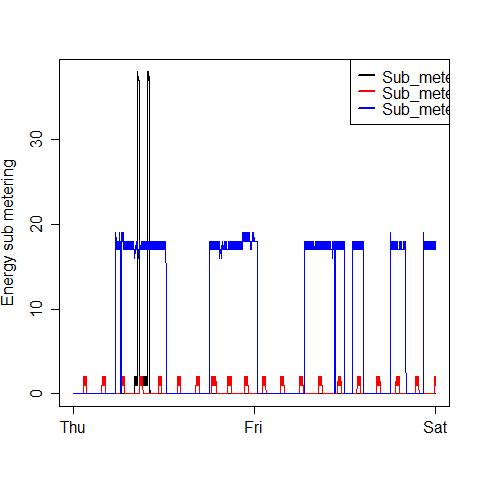 Sub_mete
Sub_mete
Sub_mete
Energy sub metering
30
20
10
0
Thu Fri Sat